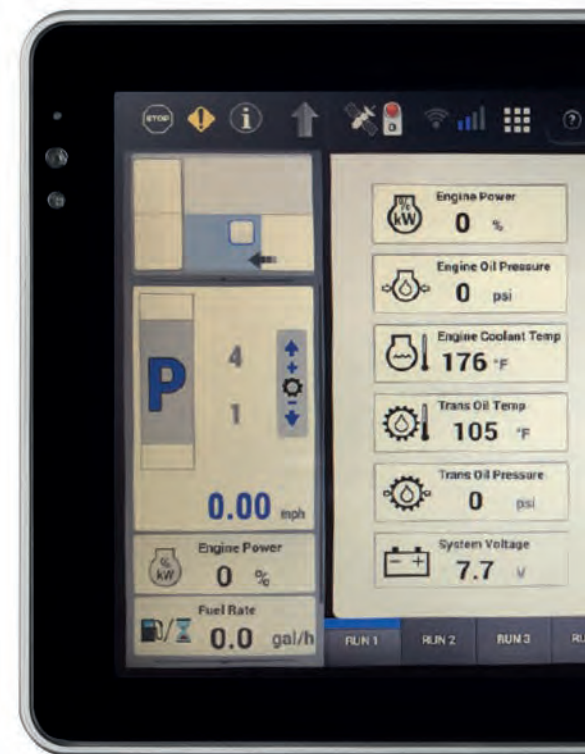 STOP
i
?
Engine Power
% kW
0 %
Engine Oil Pressure
0 psi
Engine Coolant Temp
176 °F
Trans Oil Temp
105 °F
Trans Oil Pressure
0 psi
System Voltage
7.7 V
P
4
1
0.00 mph
Engine Power
% kW
0 %
Fuel Rate
0.0 gal/h
RUN 1
RUN 2
RUN 3